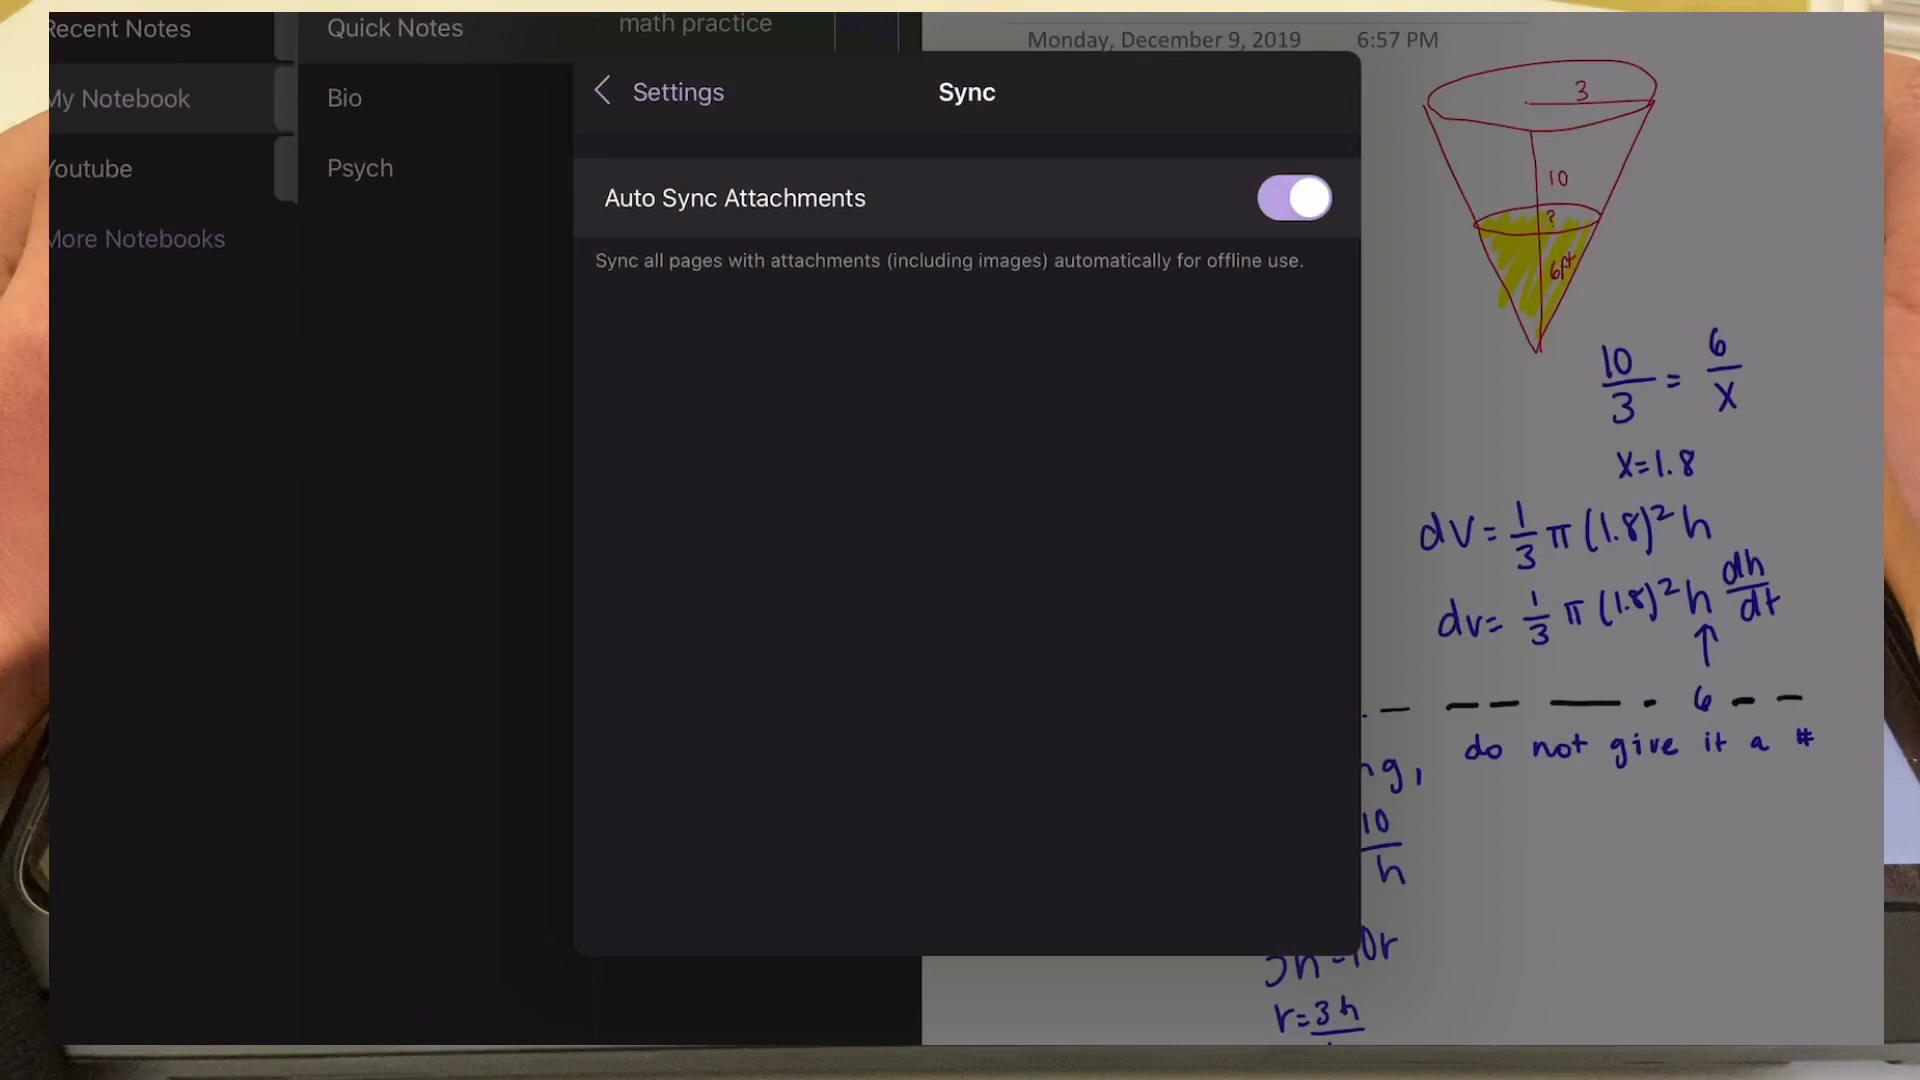 Recent Notes
My Notebook
Youtube
More Notebooks
Quick Notes
Bio
Psych
math practice
Settings
Sync
Auto Sync Attachments
Sync all pages with attachments (including images) automatically for offline use.
Monday, December 9, 2019 6:57 PM
3
10
?
6ft
10/3 = 6/x
x=1.8
dV = 1/3 π (1.8)² h
dv = 1/3 π (1.8)² h dh/dt
↑
6
do not give it a #
ng,
10
h
3h = 10r
r = 3h